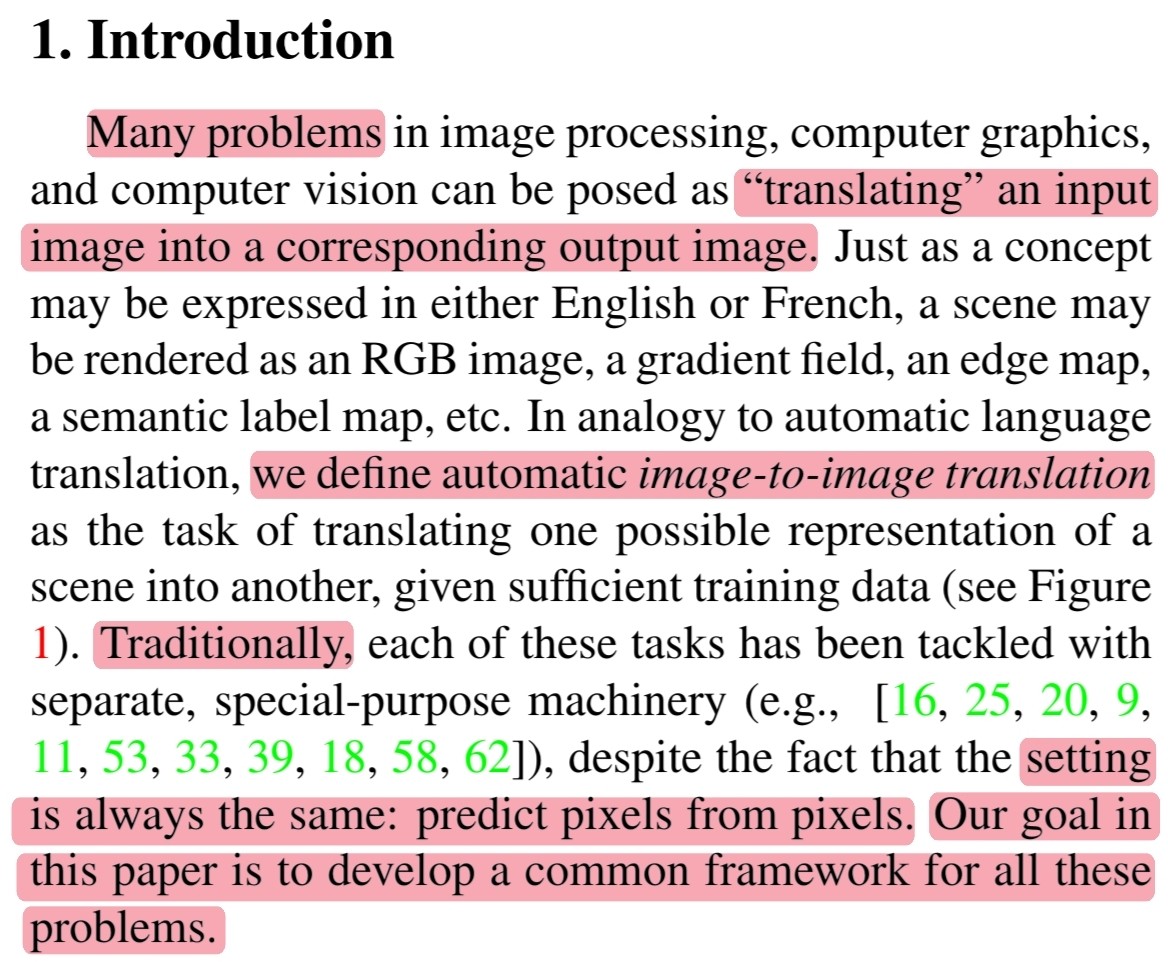 1. Introduction
Many problems in image processing, computer graphics,
and computer vision can be posed as “translating” an input
image into a corresponding output image. Just as a concept
may be expressed in either English or French, a scene may
be rendered as an RGB image, a gradient field, an edge map,
a semantic label map, etc. In analogy to automatic language
translation, we define automatic image-to-image translation
as the task of translating one possible representation of a
scene into another, given sufficient training data (see Figure
1). Traditionally, each of these tasks has been tackled with
separate, special-purpose machinery (e.g., [16, 25, 20, 9,
11, 53, 33, 39, 18, 58, 62]), despite the fact that the setting
is always the same: predict pixels from pixels. Our goal in
this paper is to develop a common framework for all these
problems.